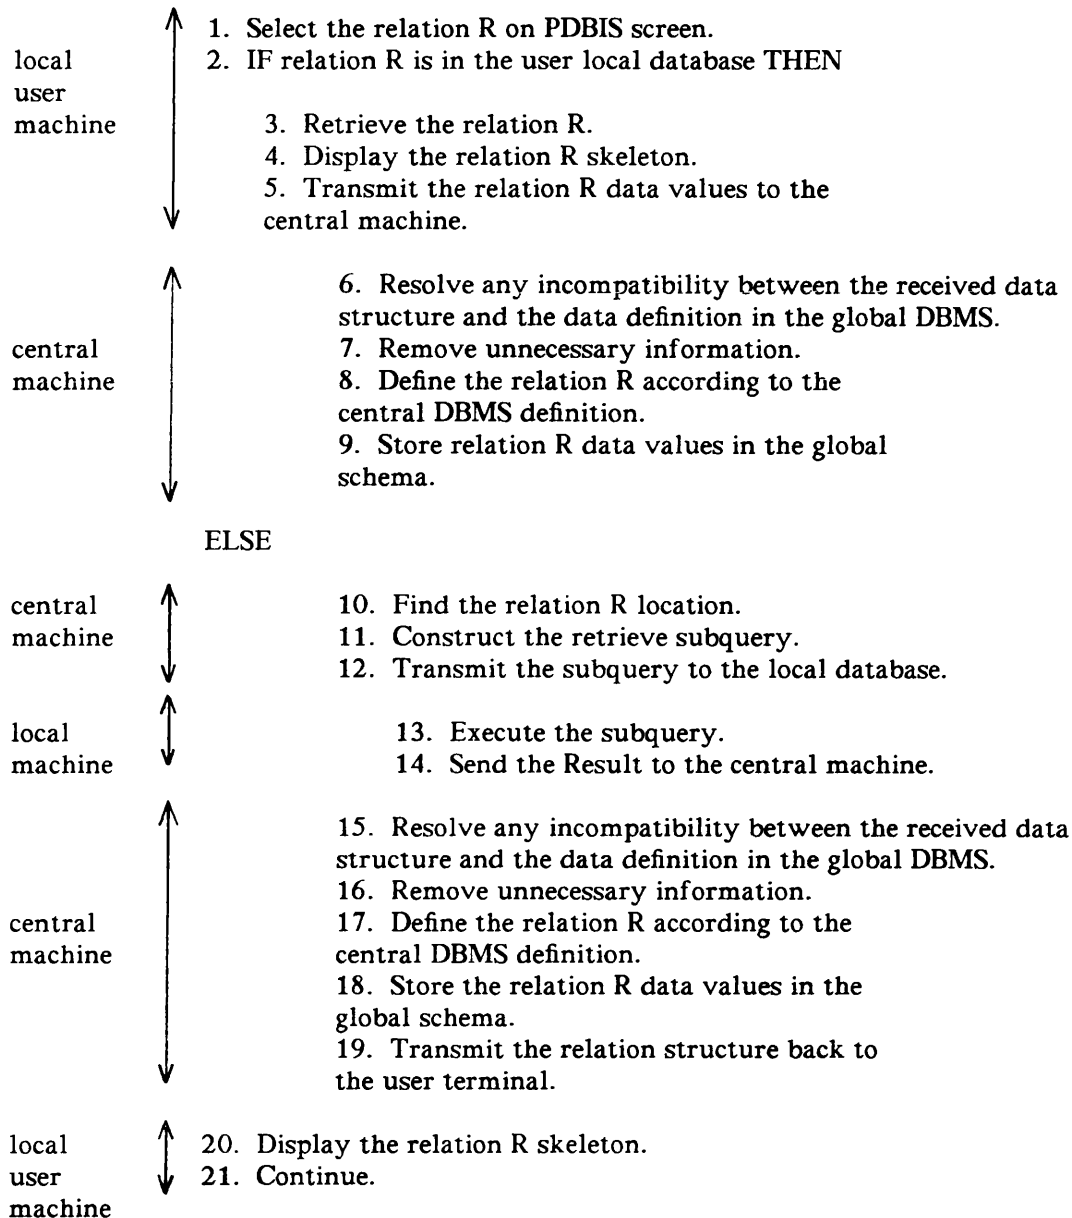 1. Select the relation R on PDBIS screen.
local
2. IF relation R is in the user local database THEN
user
machine
3. Retrieve the relation R.
4. Display the relation R skeleton.
5. Transmit the relation R data values to the
central machine.
6. Resolve any incompatibility between the received data
structure and the data definition in the global DBMS.
central
machine
7. Remove unnecessary information.
8. Define the relation R according to the
central DBMS definition.
9. Store relation R data values in the global
schema.
ELSE
central
machine
10. Find the relation R location.
11. Construct the retrieve subquery.
12. Transmit the subquery to the local database.
local
machine
13. Execute the subquery.
14. Send the Result to the central machine.
15. Resolve any incompatibility between the received data
structure and the data definition in the global DBMS.
16. Remove unnecessary information.
central
machine
17. Define the relation R according to the
central DBMS definition.
18. Store the relation R data values in the
global schema.
19. Transmit the relation structure back to
the user terminal.
local
user
machine
20. Display the relation R skeleton.
21. Continue.